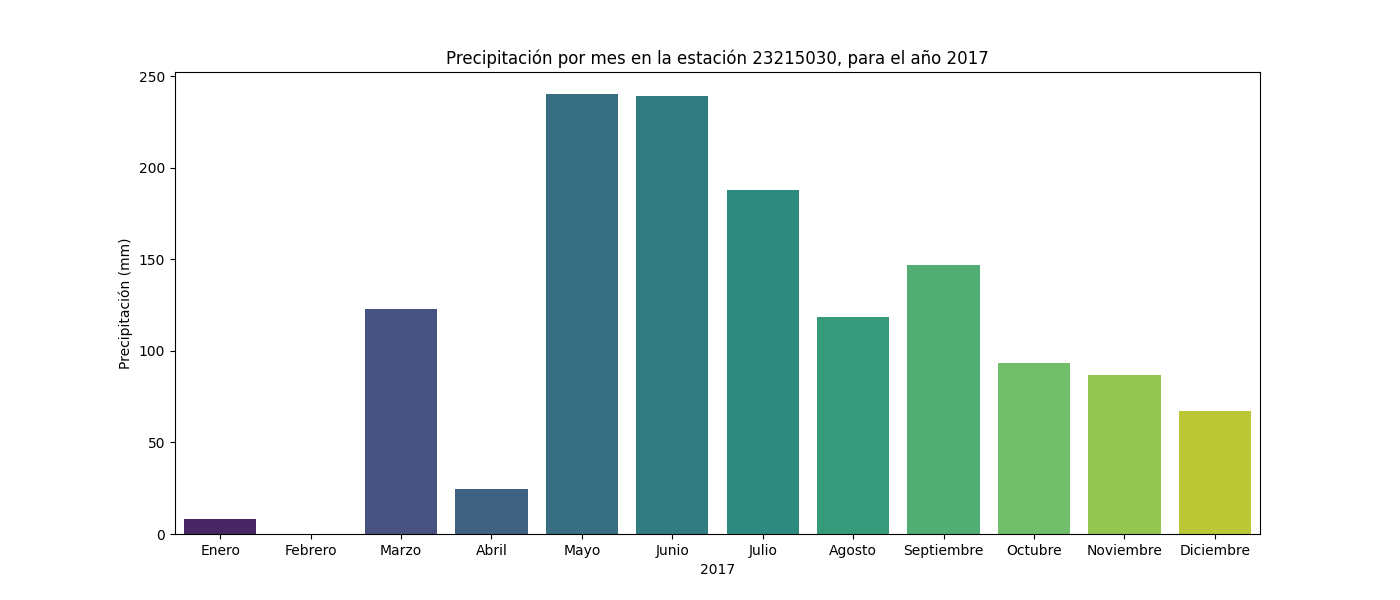 Precipitación por mes en la estación 23215030, para el año 2017
Precipitación (mm)
250
200
150
100
50
0
Enero Febrero Marzo Abril Mayo Junio Julio Agosto Septiembre Octubre Noviembre Diciembre
2017